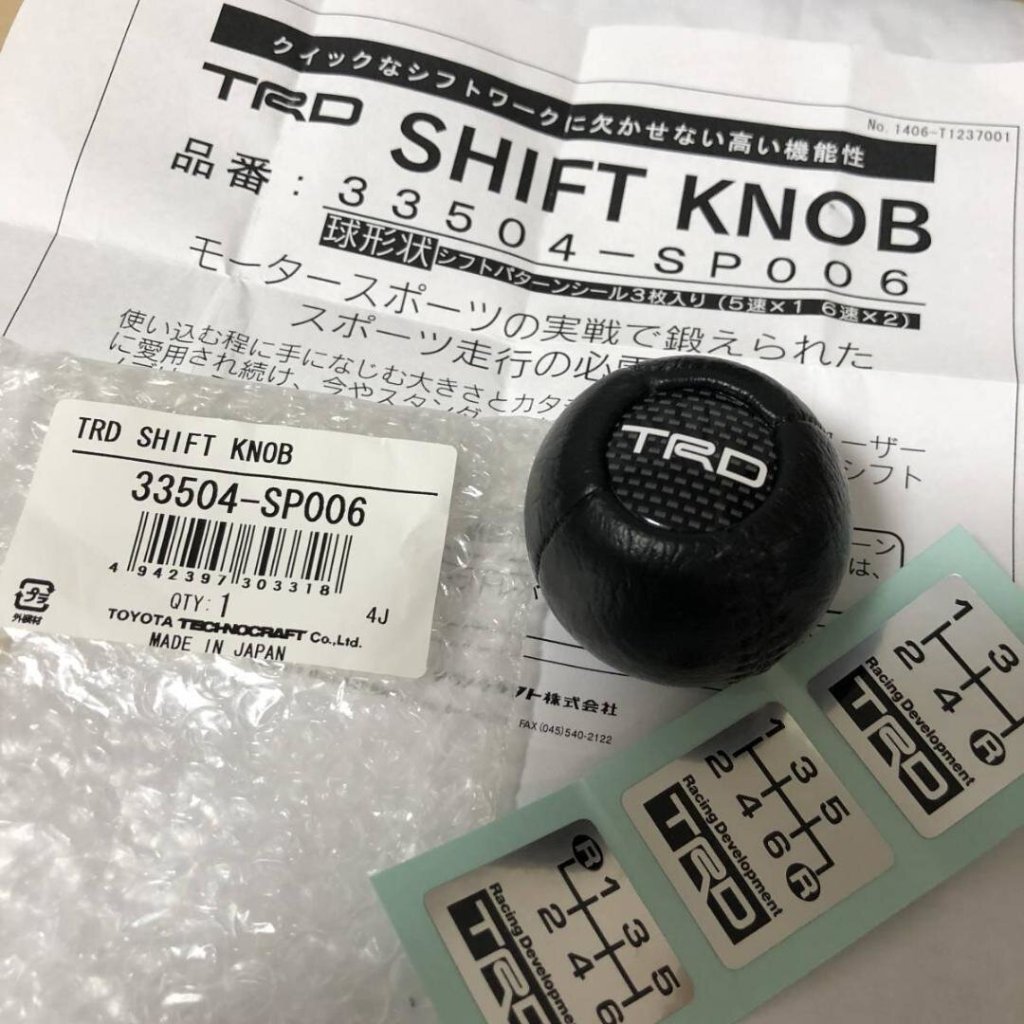 クイックなシフトワークに欠かせない高い機能性
No. 1406-T1237001
TRD SHIFT KNOB
品番：33504-SP006
球形状 シフトパターンシール3枚入り（5速×1 6速×2）
モータースポーツの実戦で鍛えられた
スポーツ走行の必
使い込む程に手になじむ大きさとカタ
に愛用され続け、今やスタンダ
ーザー
シフト
ーン
は、
TRD
TRD SHIFT KNOB
33504-SP006
4 942397 303318
QTY: 1
4J
プラ
外装材
TOYOTA TECHNOCRAFT Co.,Ltd.
MADE IN JAPAN
フト株式会社
FAX (045)540-2122
1 3
2 4 R
Racing Development
TRD
1 3 5
2 4 6 R
Racing Development
TRD
R 1 3 5
2 4 6
Racing Development
TRD